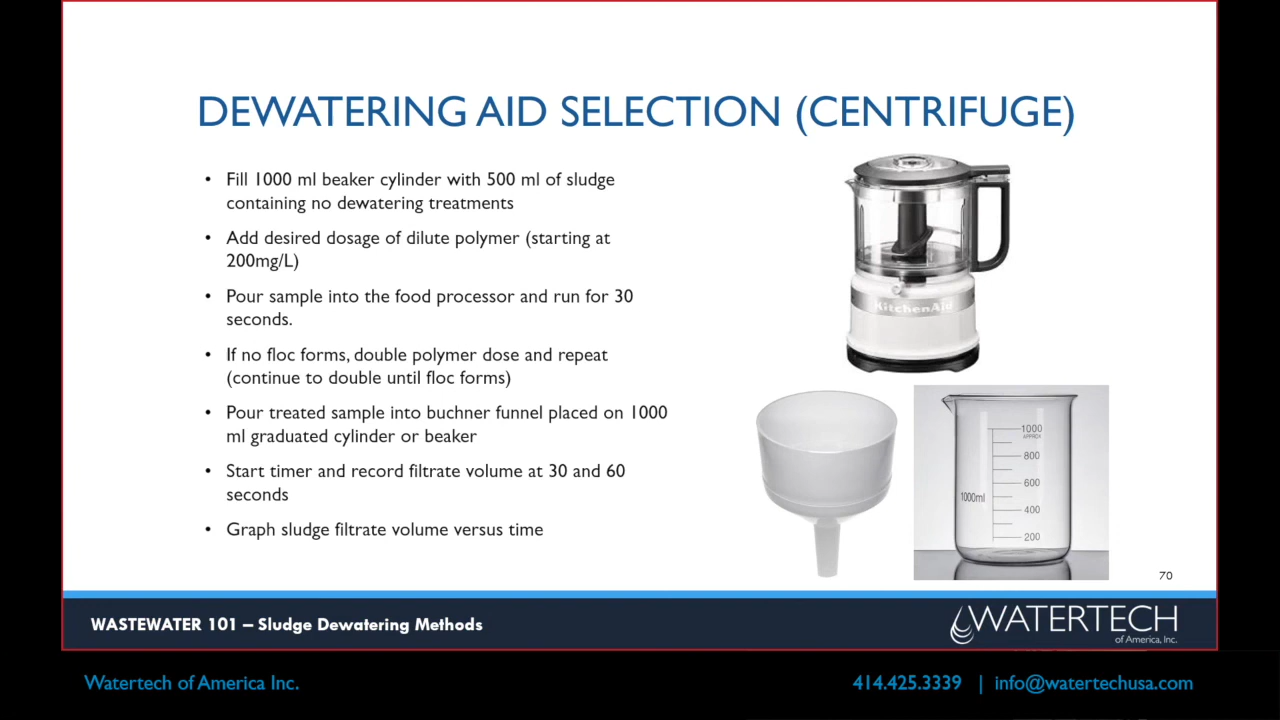 DEWATERING AID SELECTION (CENTRIFUGE)
• Fill 1000 ml beaker cylinder with 500 ml of sludge
containing no dewatering treatments
• Add desired dosage of dilute polymer (starting at
200mg/L)
• Pour sample into the food processor and run for 30
seconds.
• If no floc forms, double polymer dose and repeat
(continue to double until floc forms)
• Pour treated sample into buchner funnel placed on 1000
ml graduated cylinder or beaker
• Start timer and record filtrate volume at 30 and 60
seconds
• Graph sludge filtrate volume versus time
KitchenAid
1000
APPROX
800
600
1000ml
400
200
70
WASTEWATER 101 – Sludge Dewatering Methods
WATERTECH
of America, Inc.
Watertech of America Inc.
414.425.3339 | info@watertechusa.com